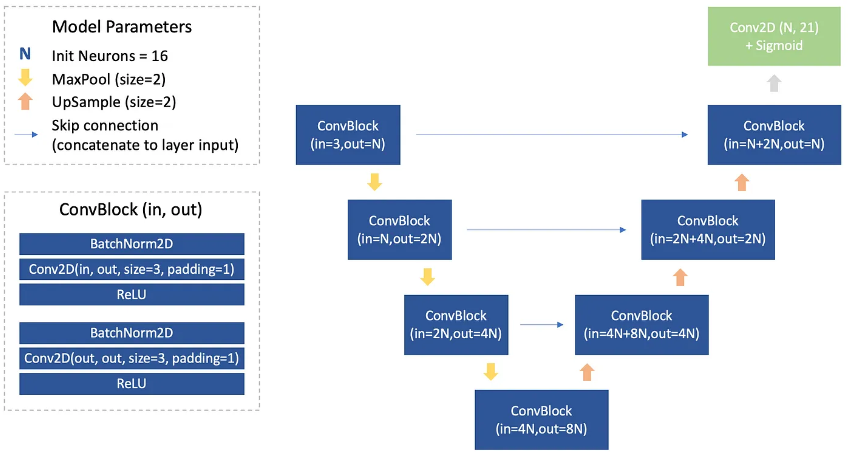 Model Parameters
N Init Neurons = 16
MaxPool (size=2)
UpSample (size=2)
Skip connection
(concatenate to layer input)
ConvBlock (in, out)
BatchNorm2D
Conv2D(in, out, size=3, padding=1)
ReLU
BatchNorm2D
Conv2D(out, out, size=3, padding=1)
ReLU
Conv2D (N, 21)
+ Sigmoid
ConvBlock
(in=3,out=N)
ConvBlock
(in=N+2N,out=N)
ConvBlock
(in=N,out=2N)
ConvBlock
(in=2N+4N,out=2N)
ConvBlock
(in=2N,out=4N)
ConvBlock
(in=4N+8N,out=4N)
ConvBlock
(in=4N,out=8N)